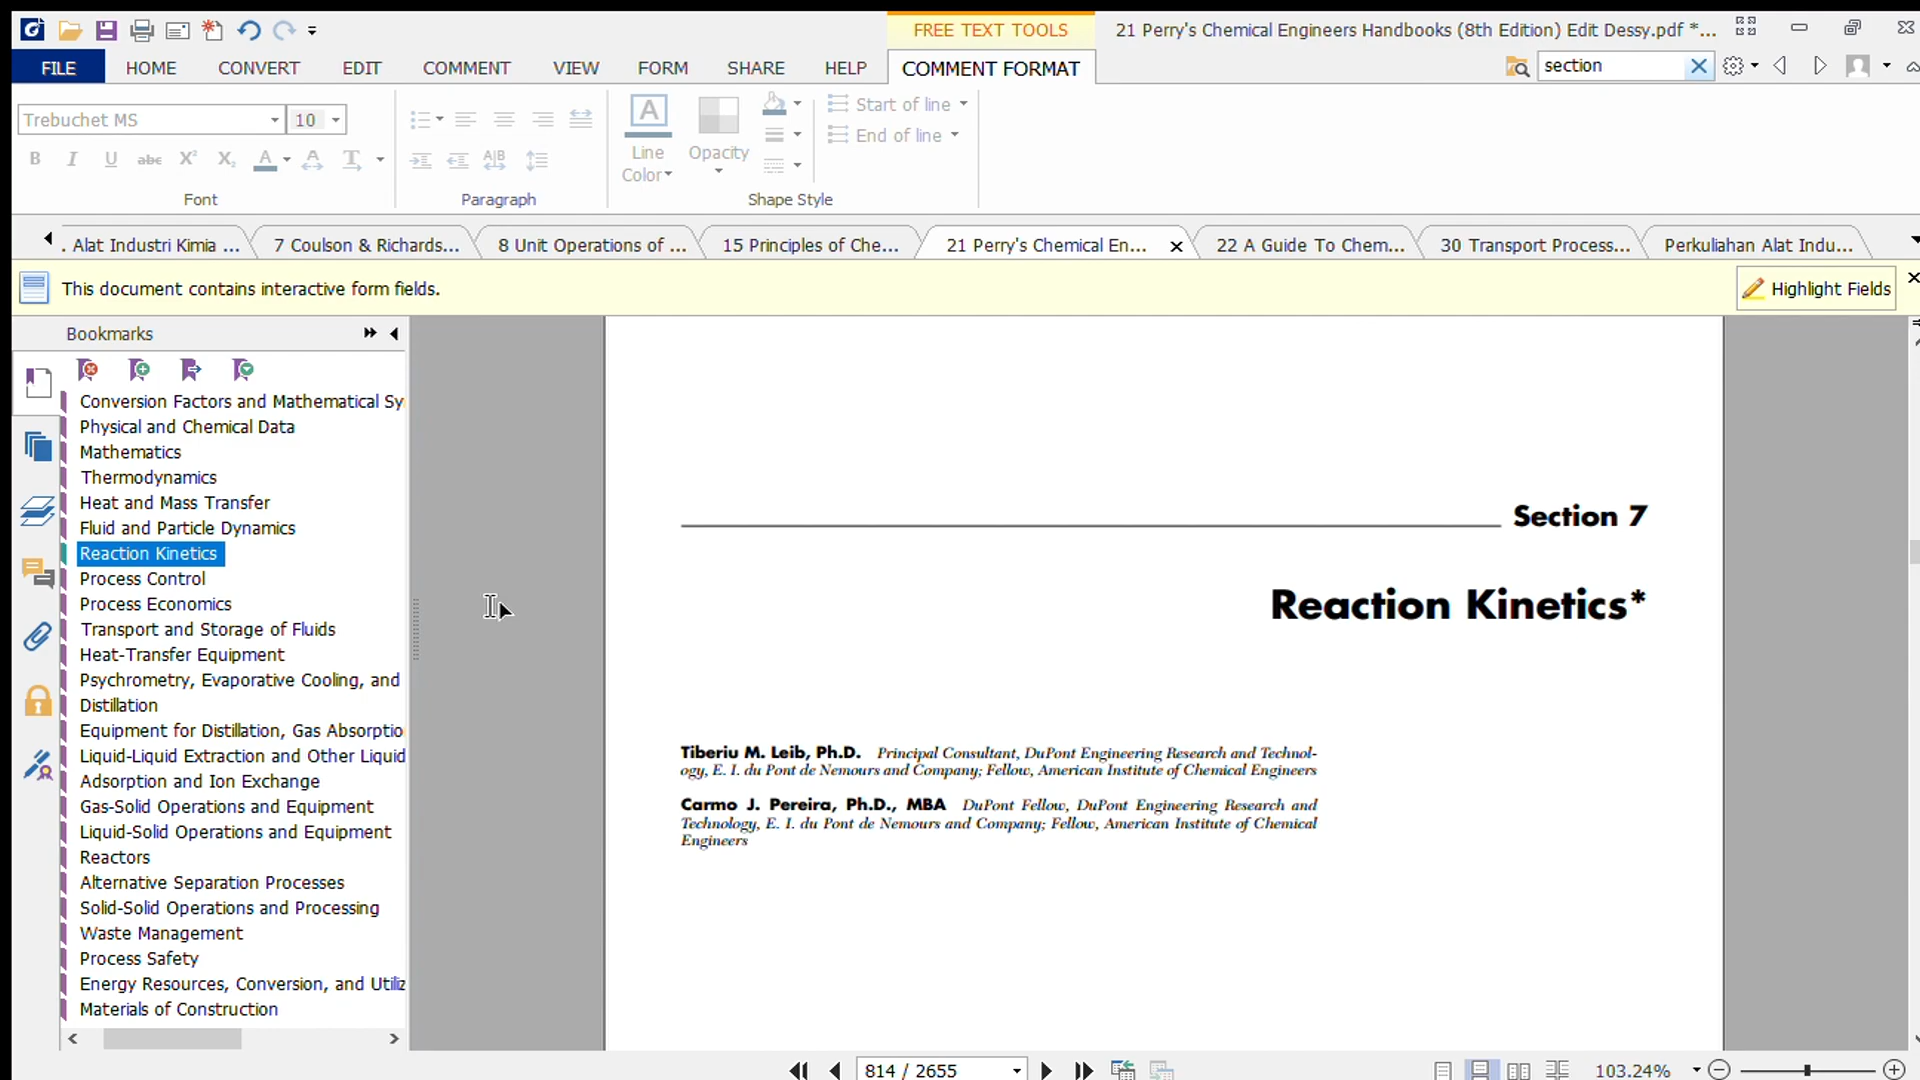 FREE TEXT TOOLS
21 Perry's Chemical Engineers Handbooks (8th Edition) Edit Dessy.pdf *...
FILE HOME CONVERT EDIT COMMENT VIEW FORM SHARE HELP COMMENT FORMAT
section
Trebuchet MS 10
Start of line
End of line
Line Color
Opacity
Font Paragraph Shape Style
. Alat Industri Kimia ... 7 Coulson & Richards... 8 Unit Operations of ... 15 Principles of Che... 21 Perry's Chemical En... 22 A Guide To Chem... 30 Transport Process... Perkuliahan Alat Indu...
This document contains interactive form fields.
Highlight Fields
Bookmarks
Conversion Factors and Mathematical Sy
Physical and Chemical Data
Mathematics
Thermodynamics
Heat and Mass Transfer
Fluid and Particle Dynamics
Reaction Kinetics
Process Control
Process Economics
Transport and Storage of Fluids
Heat-Transfer Equipment
Psychrometry, Evaporative Cooling, and
Distillation
Equipment for Distillation, Gas Absorptio
Liquid-Liquid Extraction and Other Liquid
Adsorption and Ion Exchange
Gas-Solid Operations and Equipment
Liquid-Solid Operations and Equipment
Reactors
Alternative Separation Processes
Solid-Solid Operations and Processing
Waste Management
Process Safety
Energy Resources, Conversion, and Utiliz
Materials of Construction
Section 7
Reaction Kinetics*
Tiberiu M. Leib, Ph.D. Principal Consultant, DuPont Engineering Research and Technol-
ogy, E. I. du Pont de Nemours and Company; Fellow, American Institute of Chemical Engineers
Carmo J. Pereira, Ph.D., MBA DuPont Fellow, DuPont Engineering Research and
Technology, E. I. du Pont de Nemours and Company; Fellow, American Institute of Chemical
Engineers
814 / 2655
103.24%